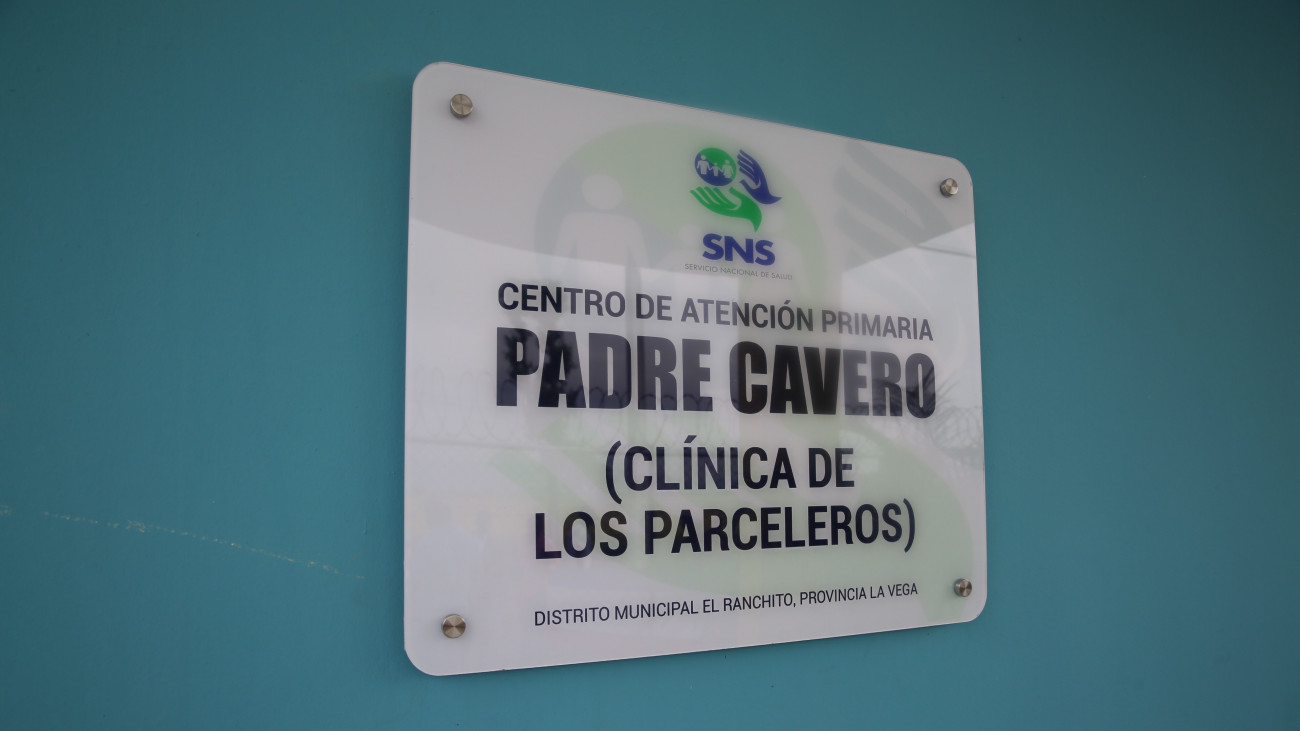 SNS
SERVICIO NACIONAL DE SALUD
CENTRO DE ATENCIÓN PRIMARIA
PADRE CAVERO
(CLÍNICA DE
LOS PARCELEROS)
DISTRITO MUNICIPAL EL RANCHITO, PROVINCIA LA VEGA